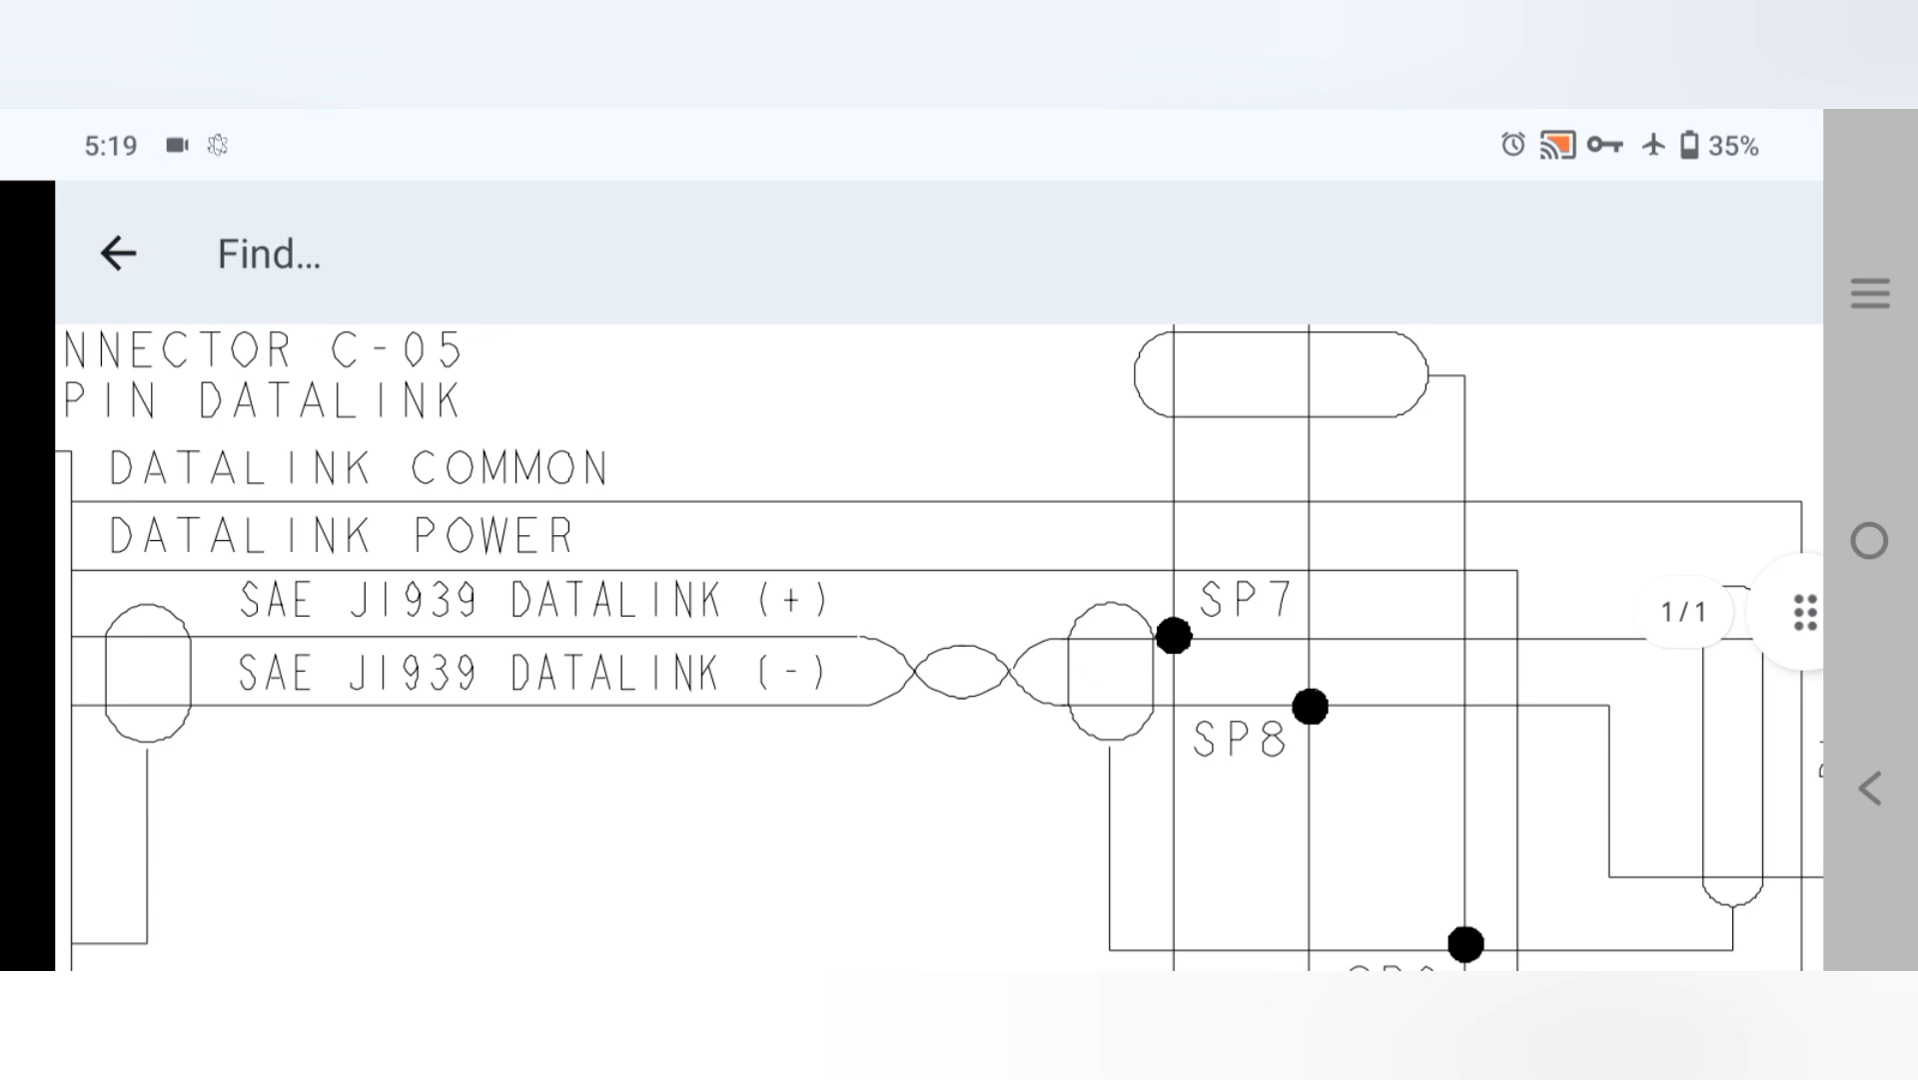 5:19
35%
Find...
NNECTOR C-05
PIN DATALINK
DATALINK COMMON
DATALINK POWER
SAE J1939 DATALINK (+)
SP7
1/1
SAE J1939 DATALINK (-)
SP8